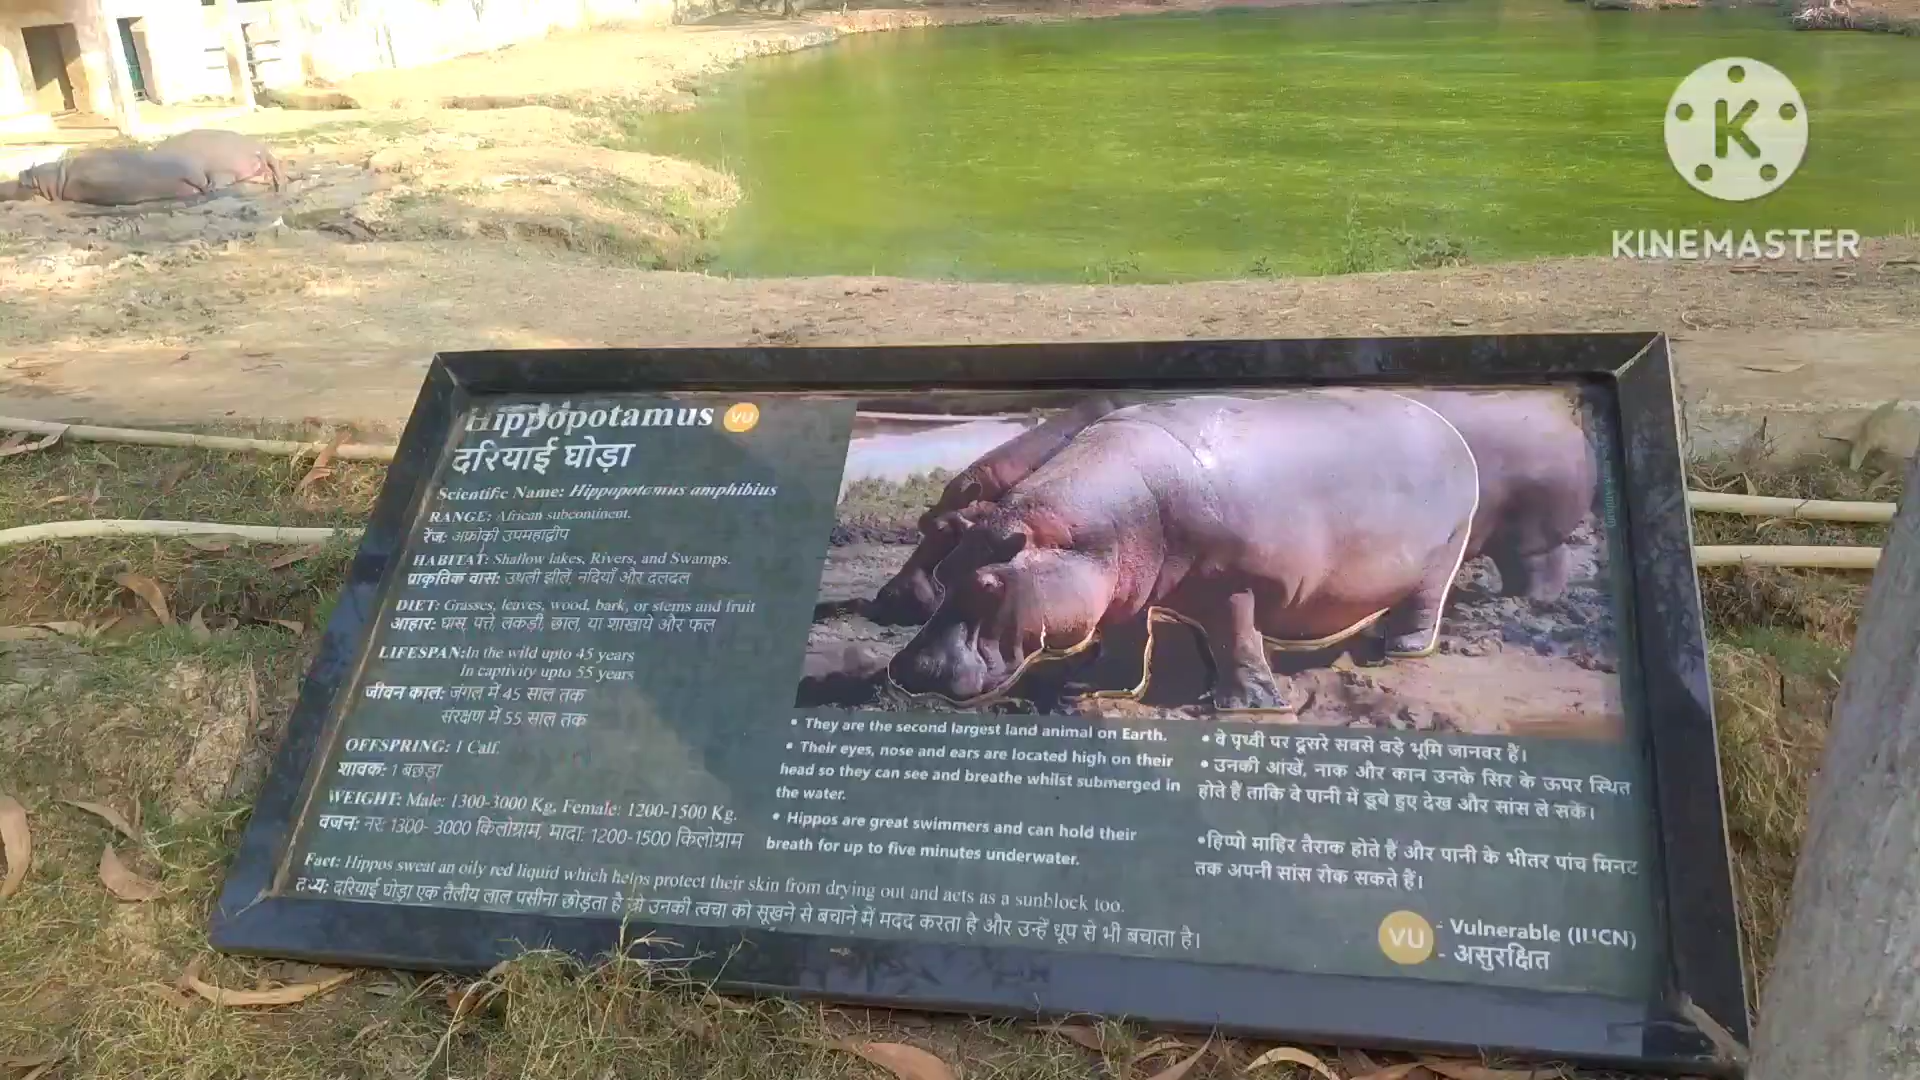 K
KINEMASTER
Hippopotamus VU
दरियाई घोड़ा
Scientific Name: Hippopotamus amphibius
RANGE: African subcontinent.
रेंज: अफ्रीकी उपमहाद्वीप
HABITAT: Shallow lakes, Rivers, and Swamps.
प्राकृतिक वास: उथली झीलें, नदियाँ और दलदल
DIET: Grasses, leaves, wood, bark, or stems and fruit
आहार: घास, पत्ते, लकड़ी, छाल, या शाखायें और फल
LIFESPAN:In the wild upto 45 years
In captivity upto 55 years
जीवन काल: जंगल में 45 साल तक
संरक्षण में 55 साल तक
OFFSPRING: 1 Calf.
शावक: 1 बछड़ा
WEIGHT: Male: 1300-3000 Kg, Female: 1200-1500 Kg.
वजन: नर: 1300- 3000 किलोग्राम, मादा: 1200-1500 किलोग्राम
Fact: Hippos sweat an oily red liquid which helps protect their skin from drying out and acts as a sunblock too.
तथ्य: दरियाई घोड़ा एक तैलीय लाल पसीना छोड़ता है जो उनकी त्वचा को सूखने से बचाने में मदद करता है और उन्हें धूप से भी बचाता है।
• They are the second largest land animal on Earth.
• Their eyes, nose and ears are located high on their
head so they can see and breathe whilst submerged in
the water.
• Hippos are great swimmers and can hold their
breath for up to five minutes underwater.
• वे पृथ्वी पर दूसरे सबसे बड़े भूमि जानवर हैं।
• उनकी आंखें, नाक और कान उनके सिर के ऊपर स्थित
होते हैं ताकि वे पानी में डूबे हुए देख और सांस ले सकें।
•हिप्पो माहिर तैराक होते हैं और पानी के भीतर पांच मिनट
तक अपनी सांस रोक सकते हैं।
VU - Vulnerable (IUCN)
- असुरक्षित